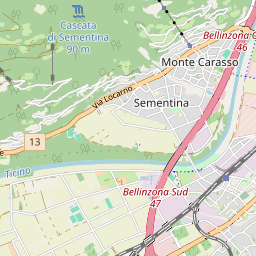 Cascata
di Sementina
90 m
Bellinzona
46
Monte Carasso
Via Locarno
Sementina
13
Ticino
Bellinzona Sud
47